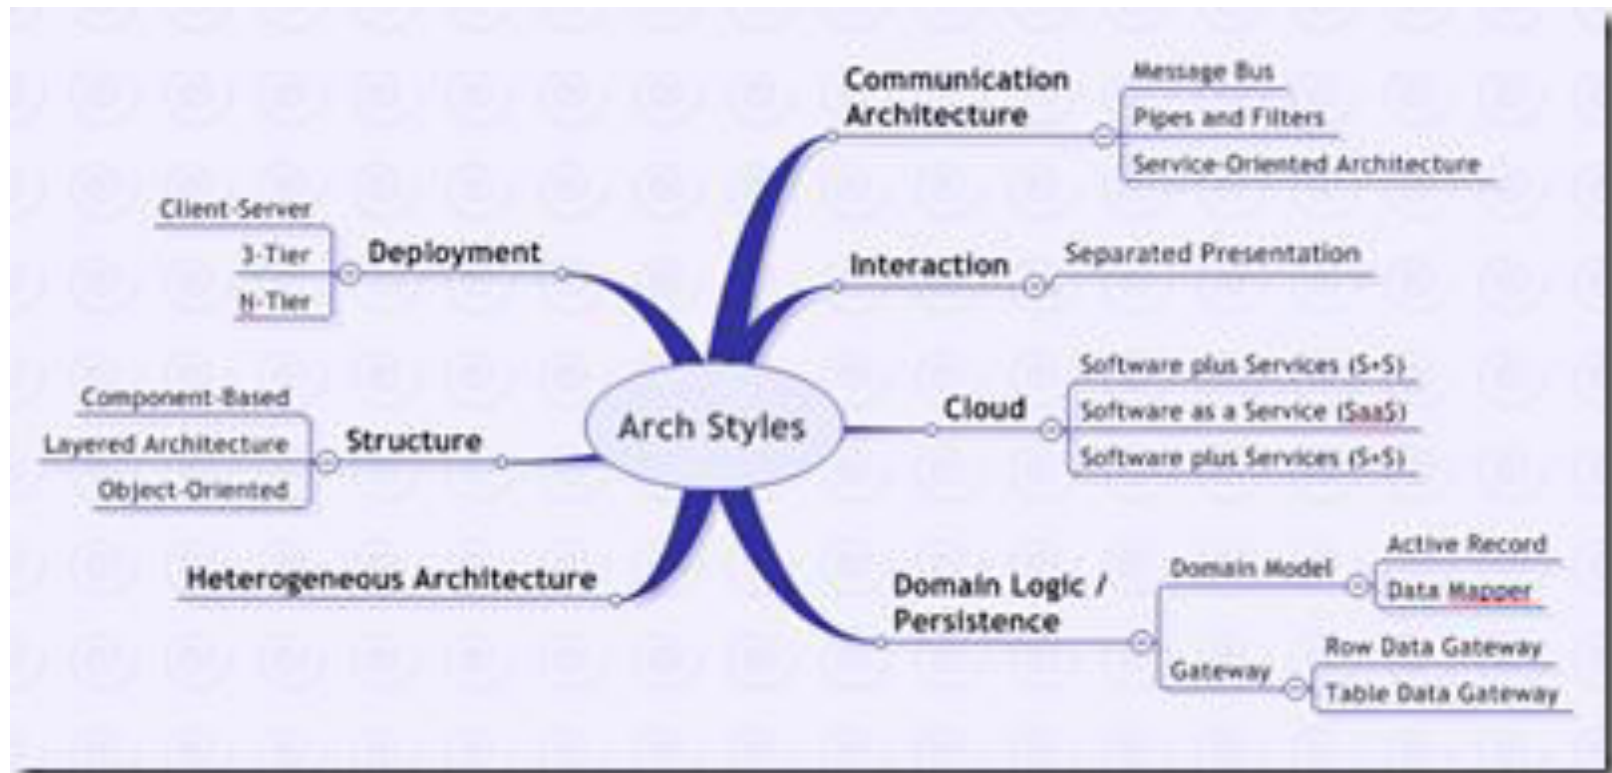 Communication
Architecture
Message Bus
Pipes and Filters
Service-Oriented Architecture
Client-Server
3-Tier
N-Tier
Deployment
Interaction
Separated Presentation
Component-Based
Layered Architecture
Object-Oriented
Structure
Arch Styles
Cloud
Software plus Services (S+S)
Software as a Service (SaaS)
Software plus Services (S+S)
Heterogeneous Architecture
Domain Logic /
Persistence
Domain Model
Active Record
Data Mapper
Gateway
Row Data Gateway
Table Data Gateway